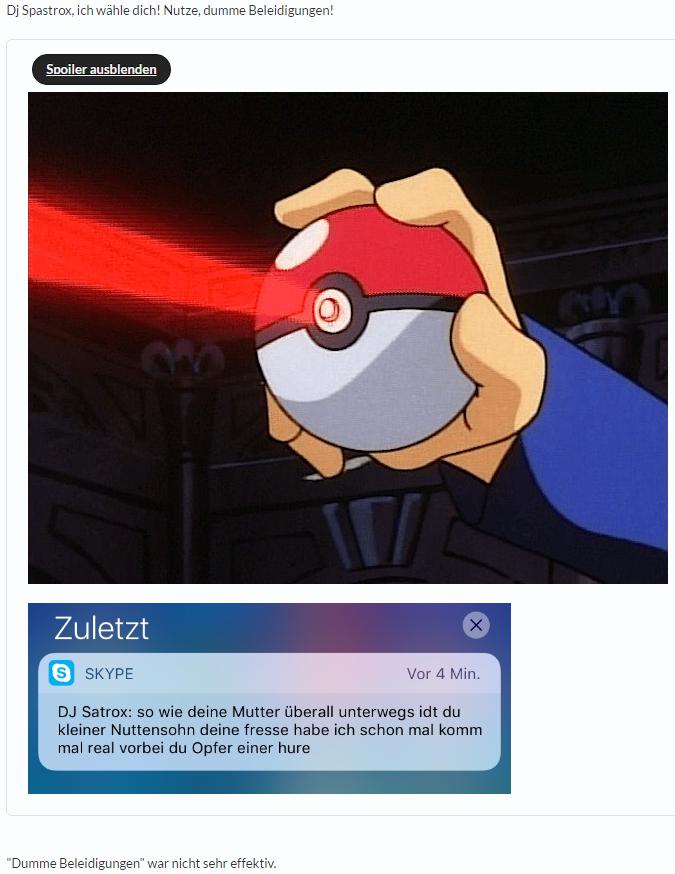 Dj Spastrox, ich wähle dich! Nutze, dumme Beleidigungen!
Spoiler ausblenden
Zuletzt
SKYPE
Vor 4 Min.
DJ Satrox: so wie deine Mutter überall unterwegs idt du
kleiner Nuttensohn deine fresse habe ich schon mal komm
mal real vorbei du Opfer einer hure
"Dumme Beleidigungen" war nicht sehr effektiv.